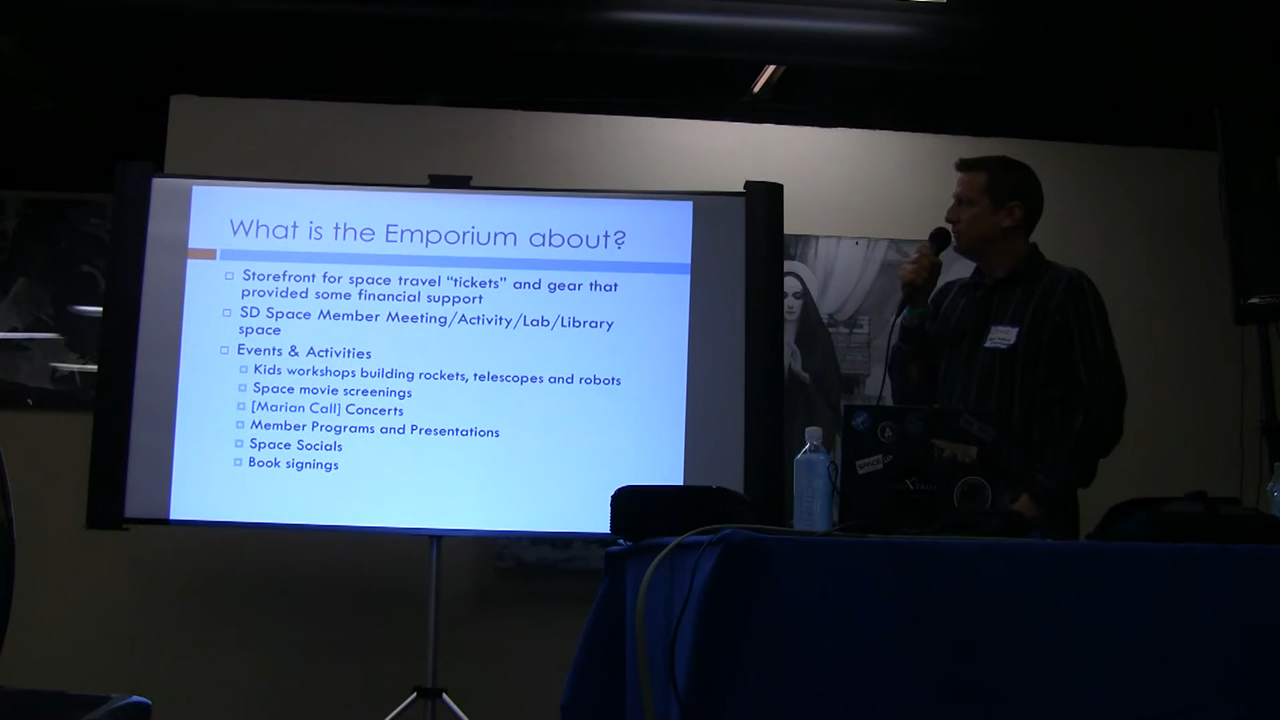 What is the Emporium about?
Storefront for space travel “tickets” and gear that
provided some financial support
SD Space Member Meeting/Activity/Lab/Library
space
Events & Activities
Kids workshops building rockets, telescopes and robots
Space movie screenings
[Marian Call] Concerts
Member Programs and Presentations
Space Socials
Book signings
SPACE UP